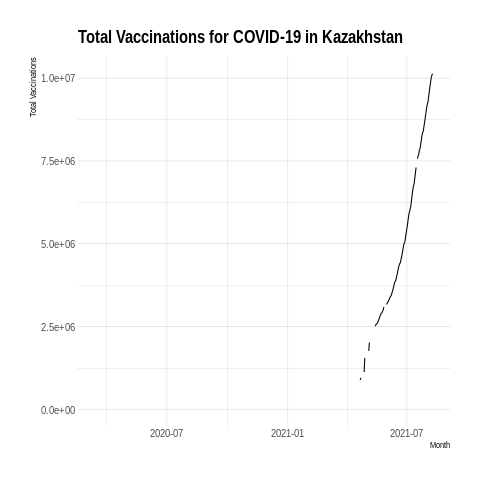 Total Vaccinations for COVID-19 in Kazakhstan
Total Vaccinations
1.0e+07
7.5e+06
5.0e+06
2.5e+06
0.0e+00
2020-07
2021-01
2021-07
Month